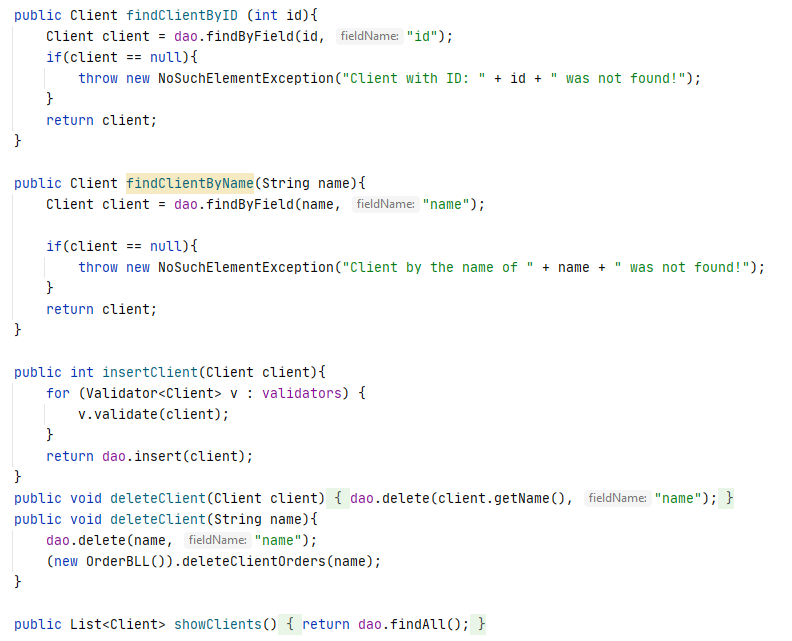 public Client findClientByID (int id){
    Client client = dao.findByField(id, fieldName: "id");
    if(client == null){
        throw new NoSuchElementException("Client with ID: " + id + " was not found!");
    }
    return client;
}

public Client findClientByName(String name){
    Client client = dao.findByField(name, fieldName: "name");

    if(client == null){
        throw new NoSuchElementException("Client by the name of " + name + " was not found!");
    }
    return client;
}

public int insertClient(Client client){
    for (Validator<Client> v : validators) {
        v.validate(client);
    }
    return dao.insert(client);
}
public void deleteClient(Client client) { dao.delete(client.getName(), fieldName: "name"); }
public void deleteClient(String name){
    dao.delete(name, fieldName: "name");
    (new OrderBLL()).deleteClientOrders(name);
}

public List<Client> showClients() { return dao.findAll(); }